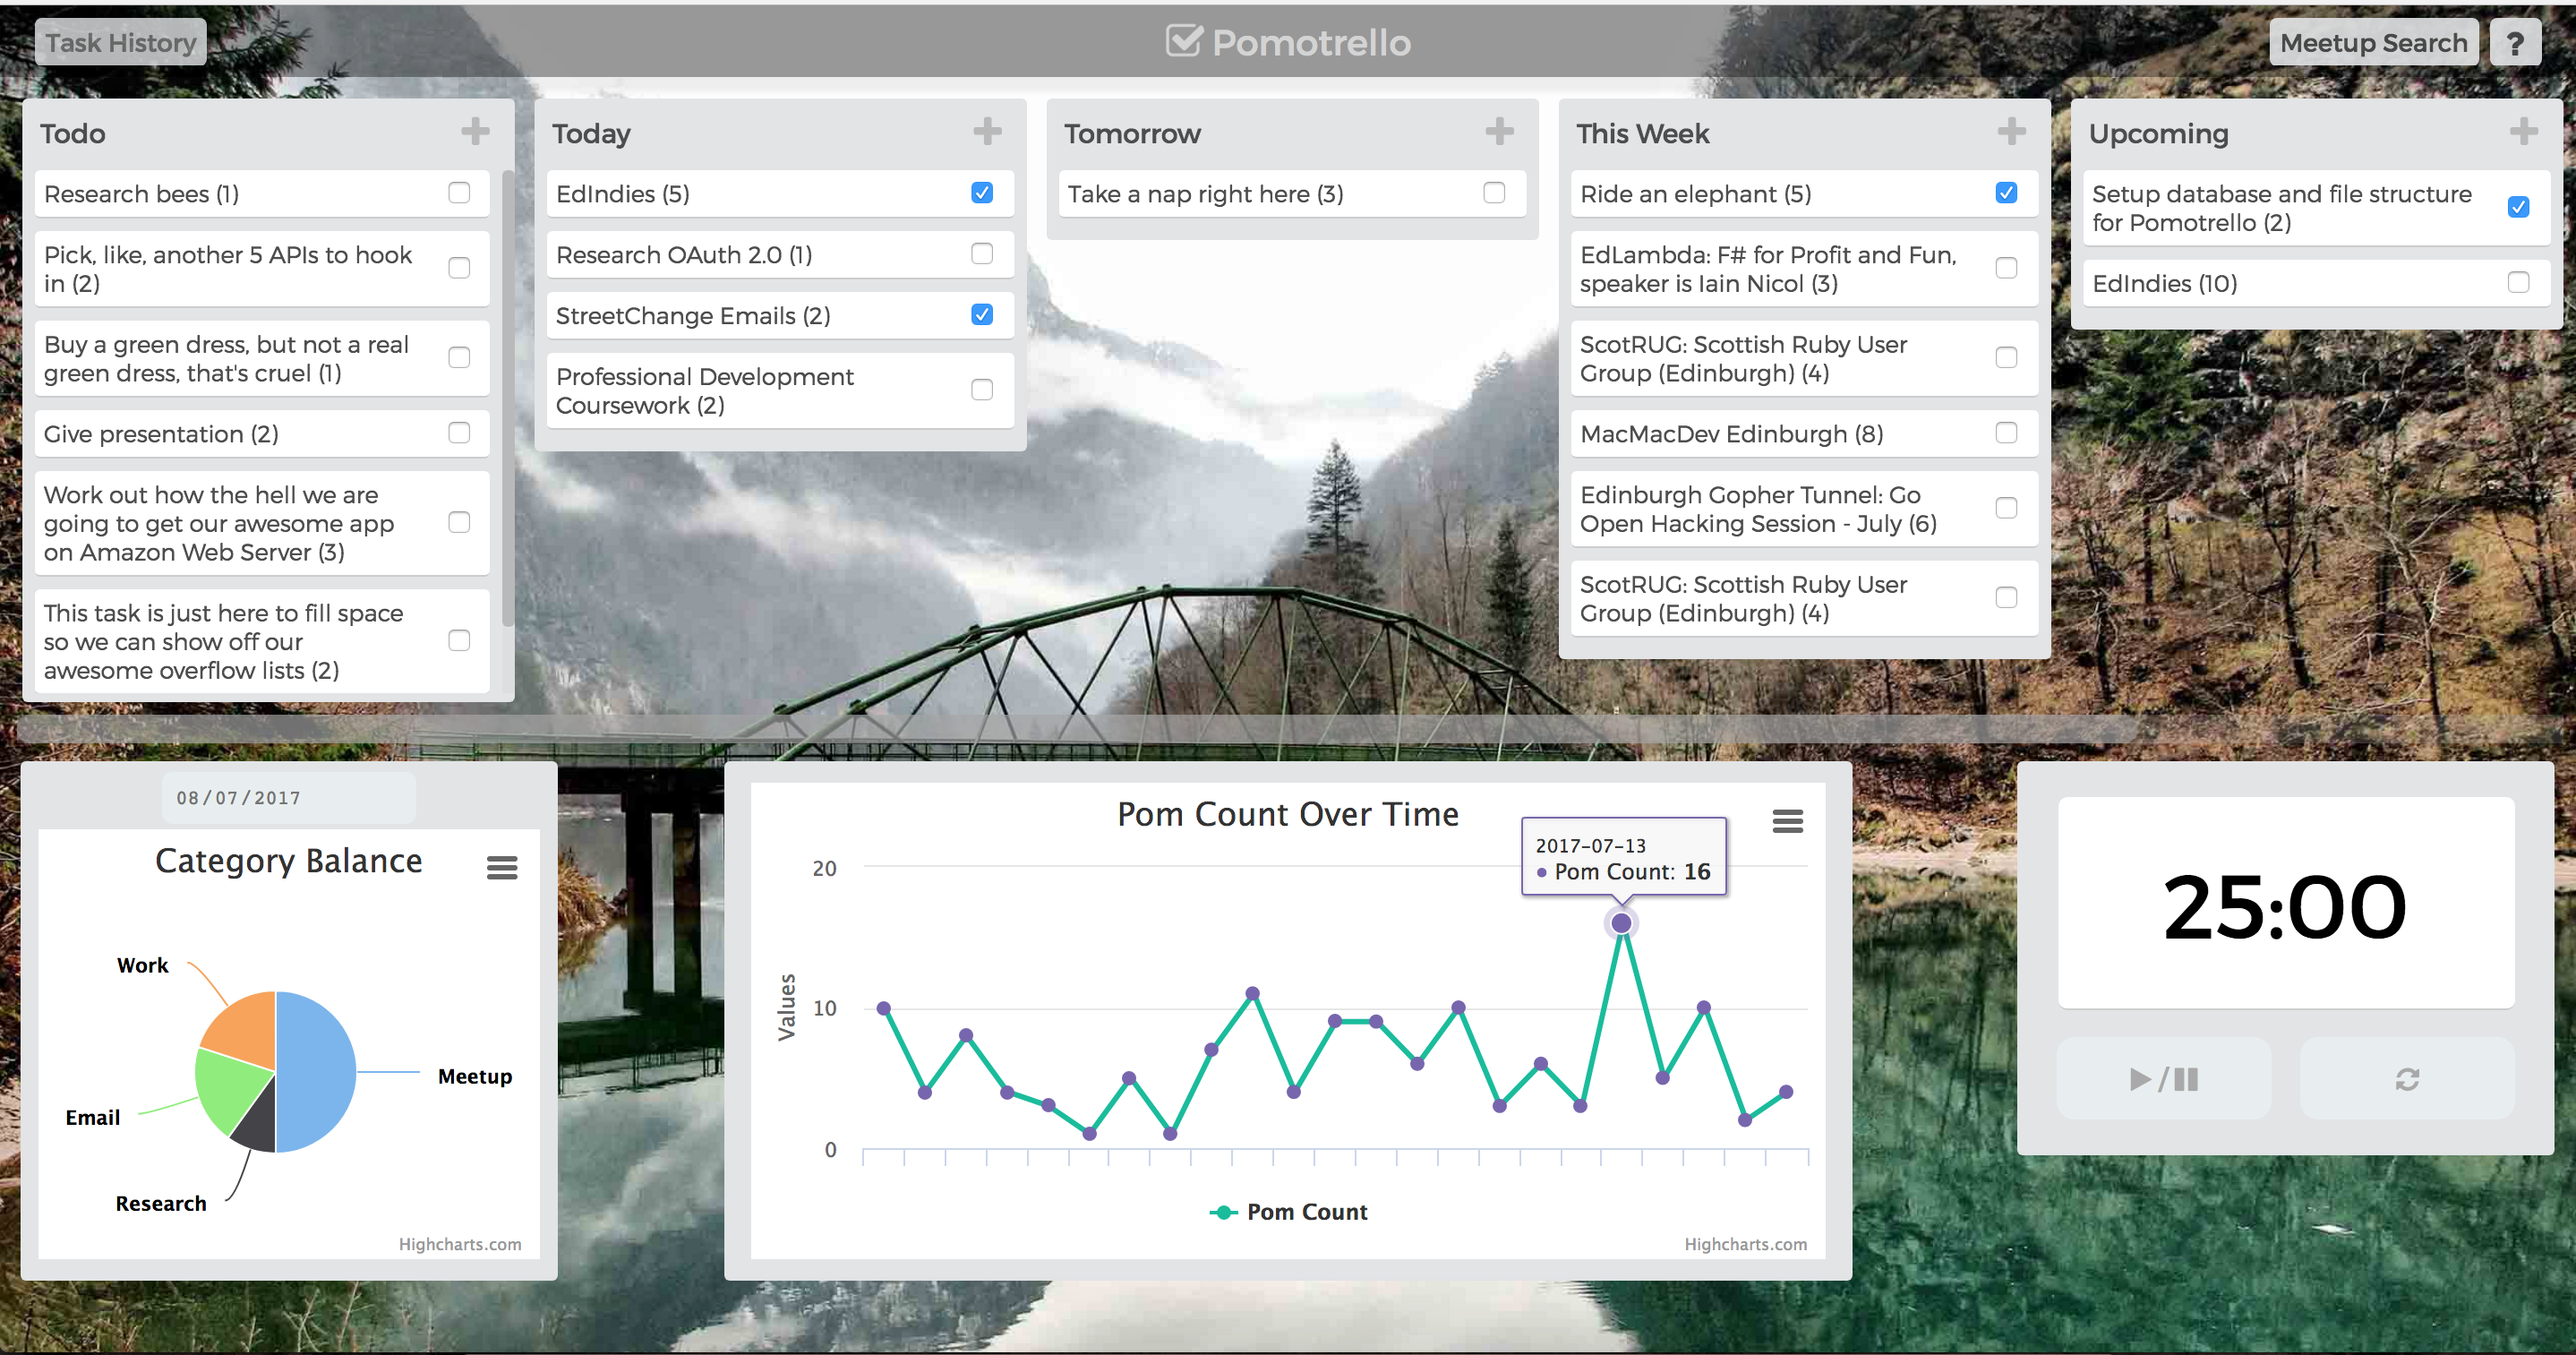 Task History
Pomotrello
Meetup Search
?
Todo
Research bees (1)
Pick, like, another 5 APIs to hook
in (2)
Buy a green dress, but not a real
green dress, that's cruel (1)
Give presentation (2)
Work out how the hell we are
going to get our awesome app
on Amazon Web Server (3)
This task is just here to fill space
so we can show off our
awesome overflow lists (2)
Today
EdIndies (5)
Research OAuth 2.0 (1)
StreetChange Emails (2)
Professional Development
Coursework (2)
Tomorrow
Take a nap right here (3)
This Week
Ride an elephant (5)
EdLambda: F# for Profit and Fun,
speaker is Iain Nicol (3)
ScotRUG: Scottish Ruby User
Group (Edinburgh) (4)
MacMacDev Edinburgh (8)
Edinburgh Gopher Tunnel: Go
Open Hacking Session - July (6)
ScotRUG: Scottish Ruby User
Group (Edinburgh) (4)
Upcoming
Setup database and file structure
for Pomotrello (2)
EdIndies (10)
08/07/2017
Category Balance
Work
Meetup
Email
Research
Highcharts.com
Pom Count Over Time
2017-07-13
Pom Count: 16
20
10
0
Values
Pom Count
Highcharts.com
25:00
/